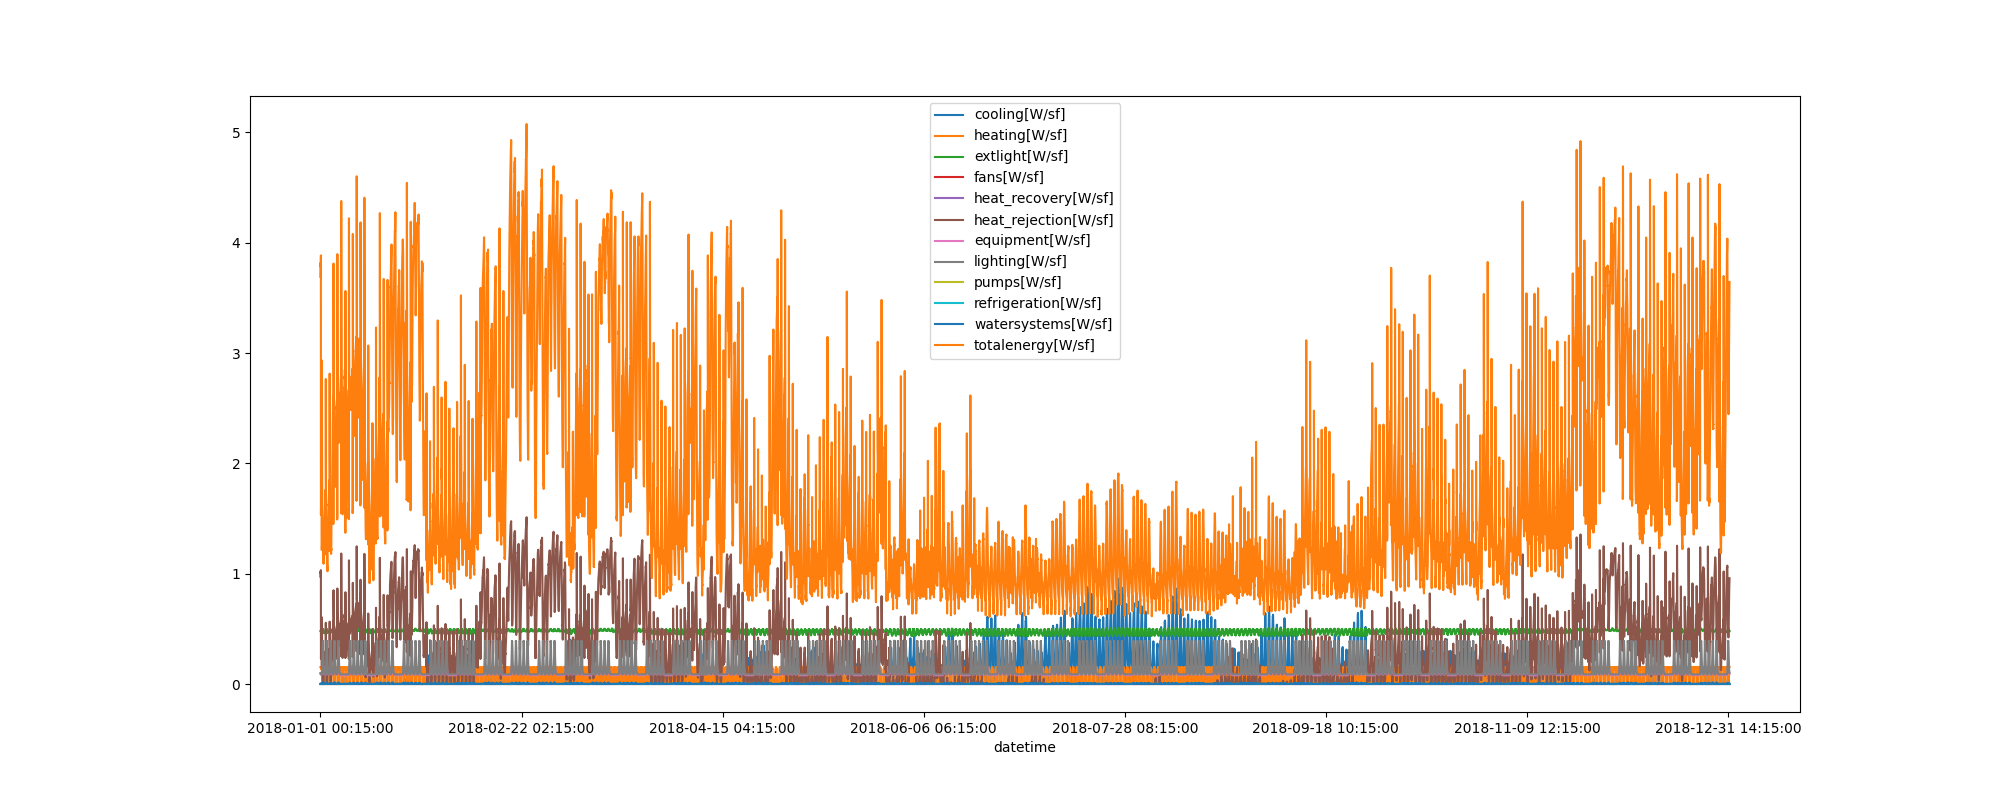 cooling[W/sf]
heating[W/sf]
extlight[W/sf]
fans[W/sf]
heat_recovery[W/sf]
heat_rejection[W/sf]
equipment[W/sf]
lighting[W/sf]
pumps[W/sf]
refrigeration[W/sf]
watersystems[W/sf]
totalenergy[W/sf]
5
4
3
2
1
0
2018-01-01 00:15:00 2018-02-22 02:15:00 2018-04-15 04:15:00 2018-06-06 06:15:00 2018-07-28 08:15:00 2018-09-18 10:15:00 2018-11-09 12:15:00 2018-12-31 14:15:00
datetime